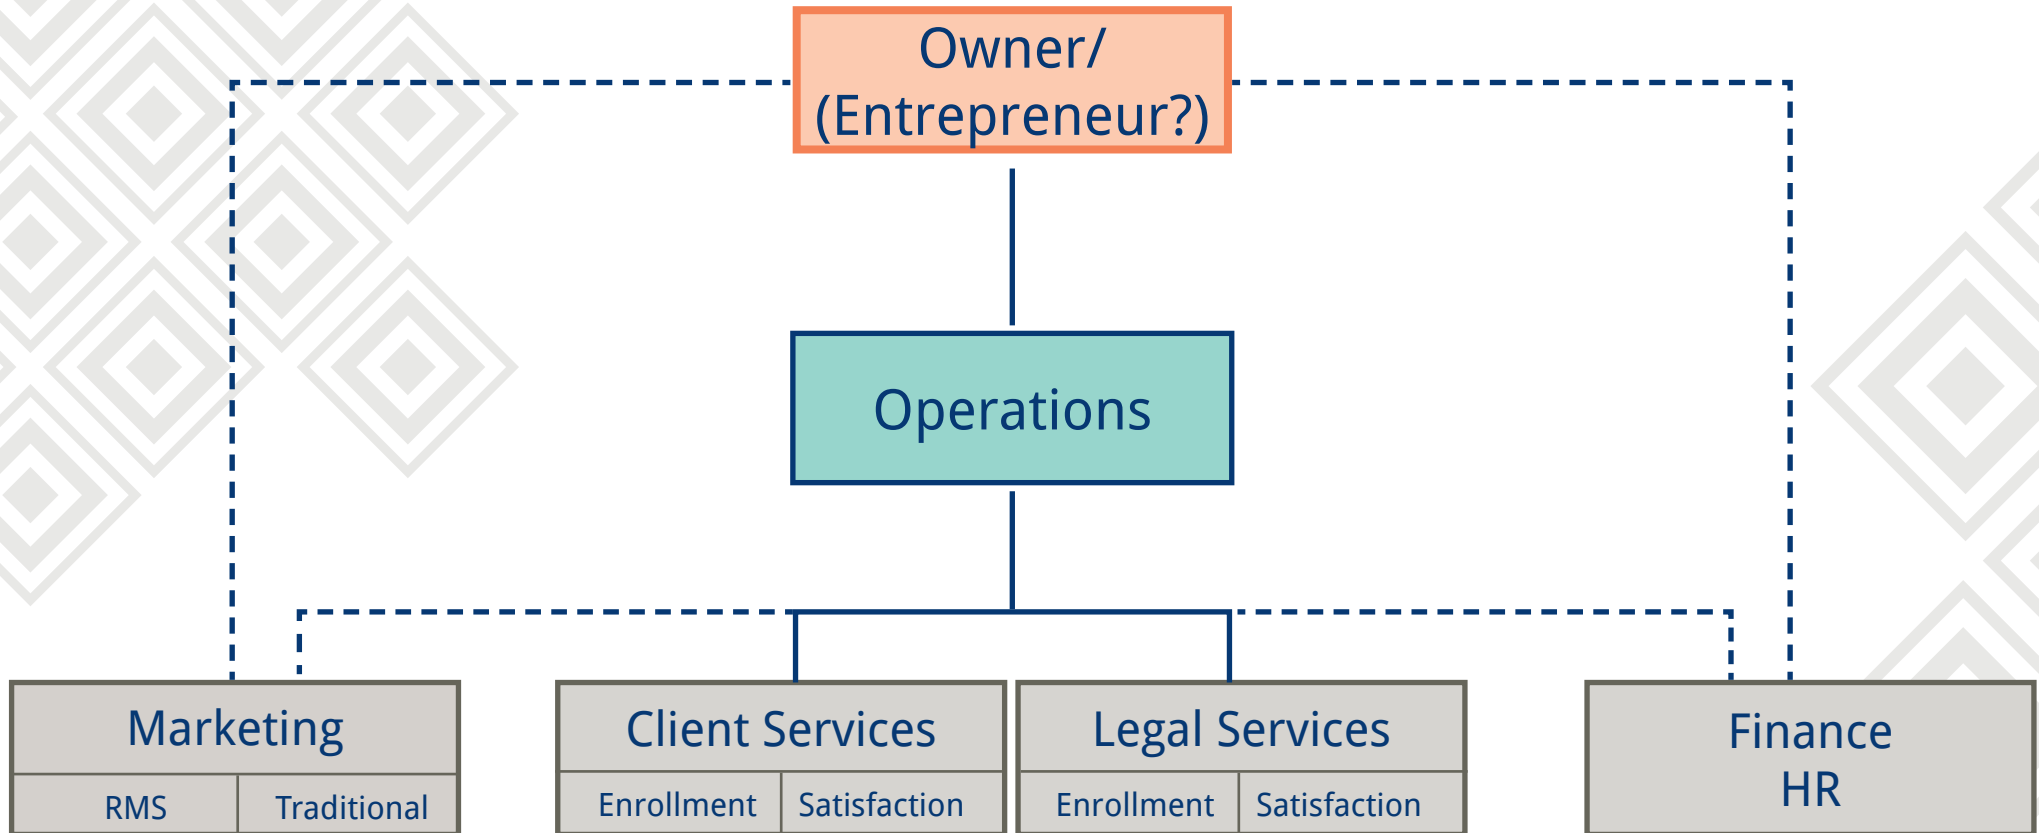 Owner/
(Entrepreneur?)
Operations
Marketing
RMS
Traditional
Client Services
Enrollment
Satisfaction
Legal Services
Enrollment
Satisfaction
Finance
HR